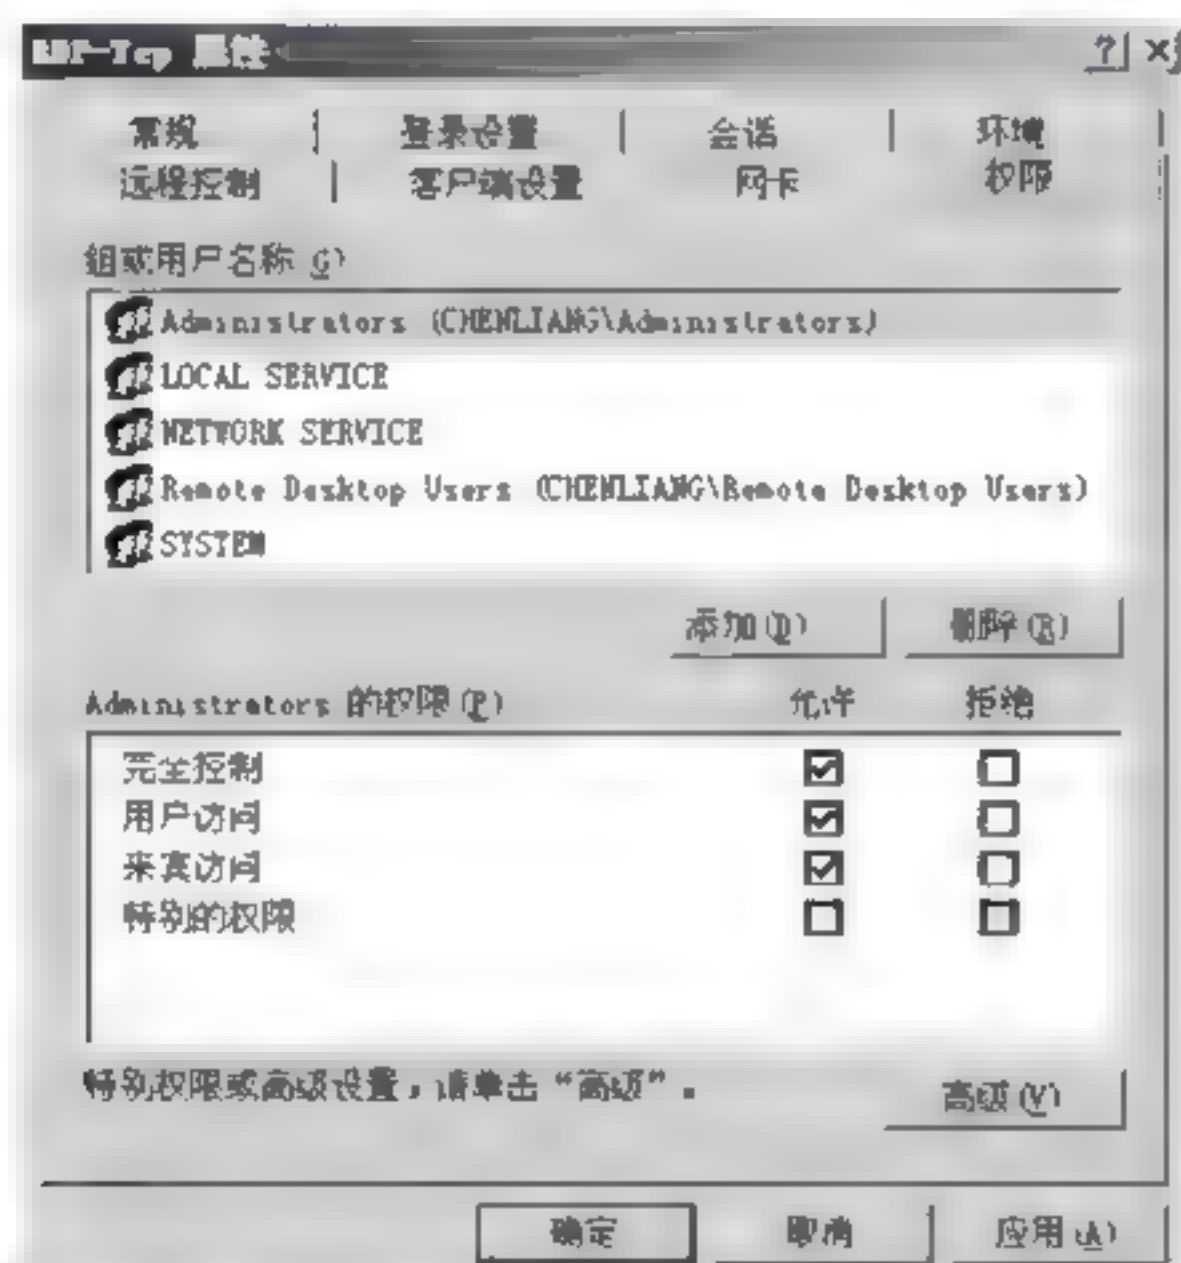 RDP-Tcp 属性
? ×
常规 登录设置 会话 环境
远程控制 客户端设置 网卡 权限
组或用户名称(G)
Administrators (CHENLIANG\Administrators)
LOCAL SERVICE
NETWORK SERVICE
Remote Desktop Users (CHENLIANG\Remote Desktop Users)
SYSTEM
添加(D) 删除(R)
Administrators 的权限(P) 允许 拒绝
完全控制
用户访问
来宾访问
特别的权限
特别权限或高级设置，请单击“高级”。 高级(V)
确定 取消 应用(A)